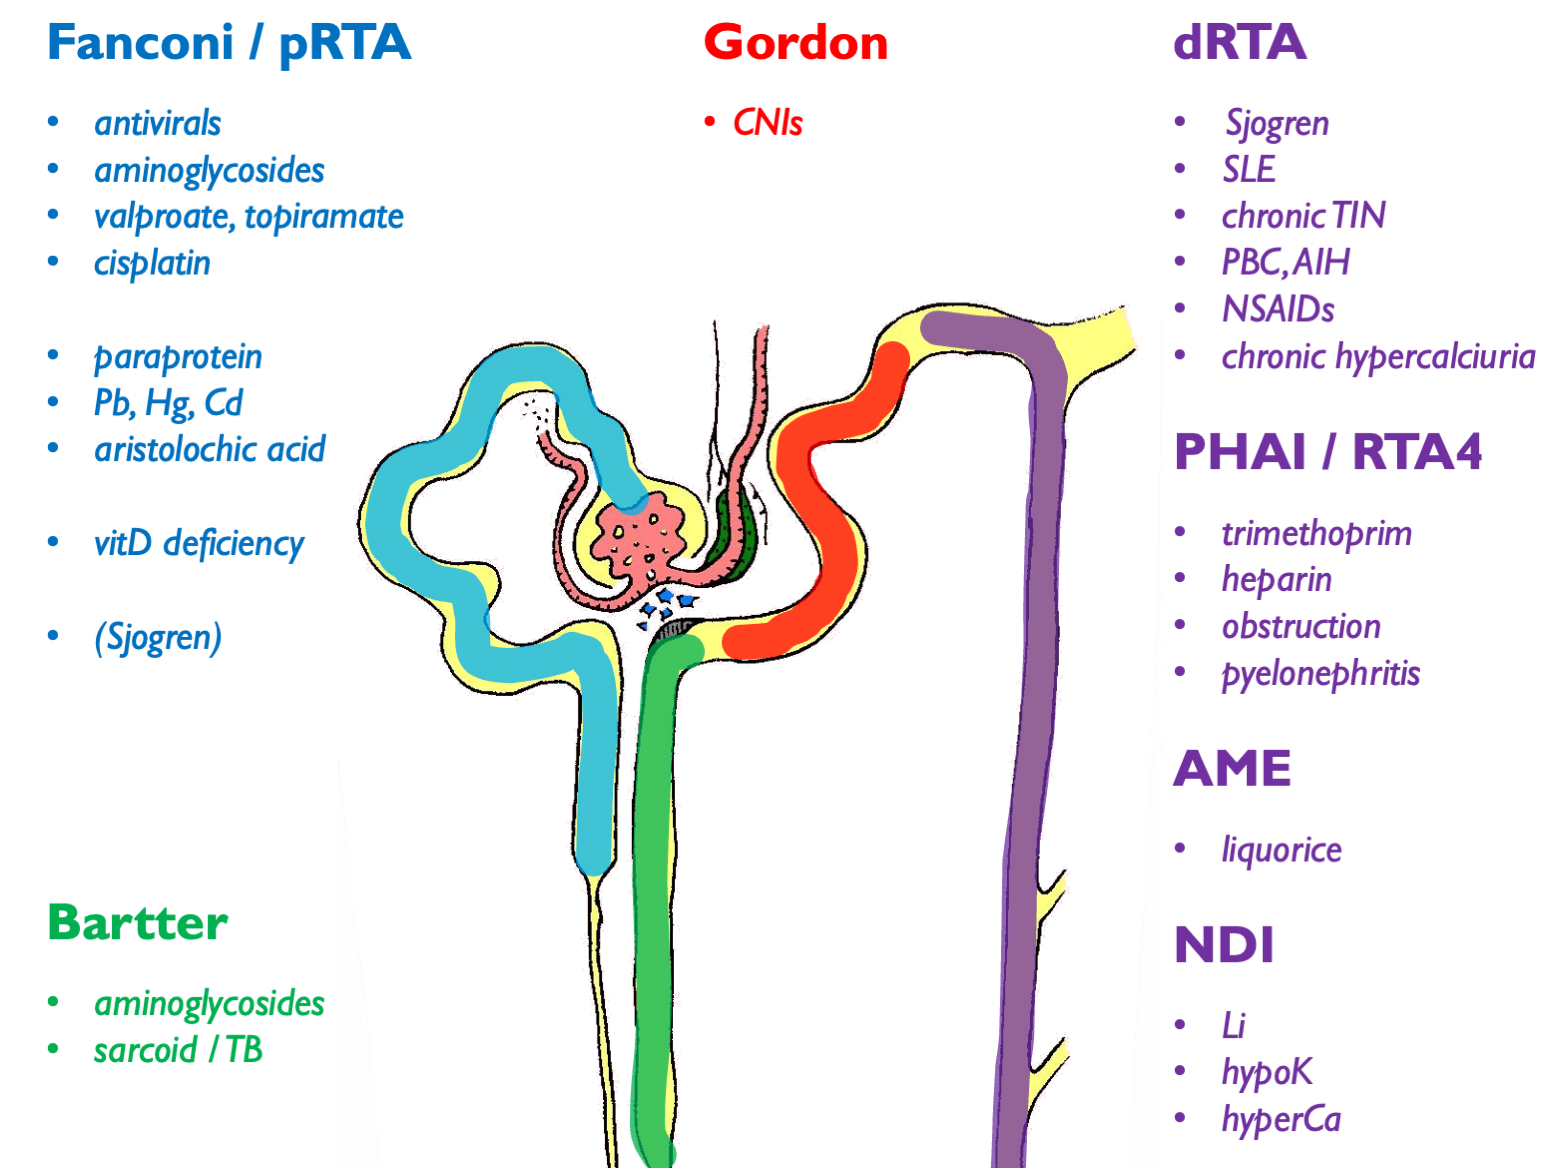 Fanconi / pRTA
• antivirals
• aminoglycosides
• valproate, topiramate
• cisplatin
• paraprotein
• Pb, Hg, Cd
• aristolochic acid
• vitD deficiency
• (Sjogren)
Bartter
• aminoglycosides
• sarcoid / TB
Gordon
• CNIs
dRTA
• Sjogren
• SLE
• chronic TIN
• PBC, AIH
• NSAIDs
• chronic hypercalciuria
PHAI / RTA4
• trimethoprim
• heparin
• obstruction
• pyelonephritis
AME
• liquorice
NDI
• Li
• hypoK
• hyperCa